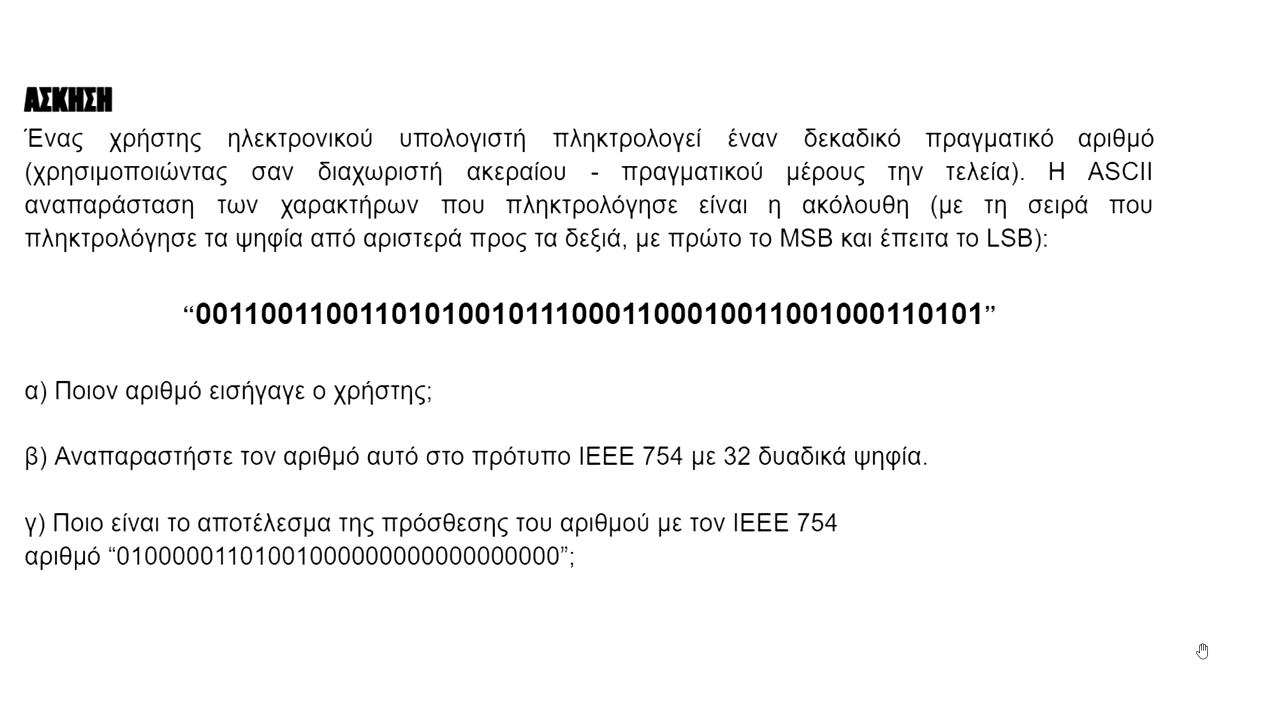 ΑΣΚΗΣΗ
Ένας χρήστης ηλεκτρονικού υπολογιστή πληκτρολογεί έναν δεκαδικό πραγματικό αριθμό
(χρησιμοποιώντας σαν διαχωριστή ακεραίου - πραγματικού μέρους την τελεία). Η ASCII
αναπαράσταση των χαρακτήρων που πληκτρολόγησε είναι η ακόλουθη (με τη σειρά που
πληκτρολόγησε τα ψηφία από αριστερά προς τα δεξιά, με πρώτο το MSB και έπειτα το LSB):
“001100110011010100101110001100010011001000110101”
α) Ποιον αριθμό εισήγαγε ο χρήστης;
β) Αναπαραστήστε τον αριθμό αυτό στο πρότυπο IEEE 754 με 32 δυαδικά ψηφία.
γ) Ποιο είναι το αποτέλεσμα της πρόσθεσης του αριθμού με τον IEEE 754
αριθμό “01000001101001000000000000000000”;